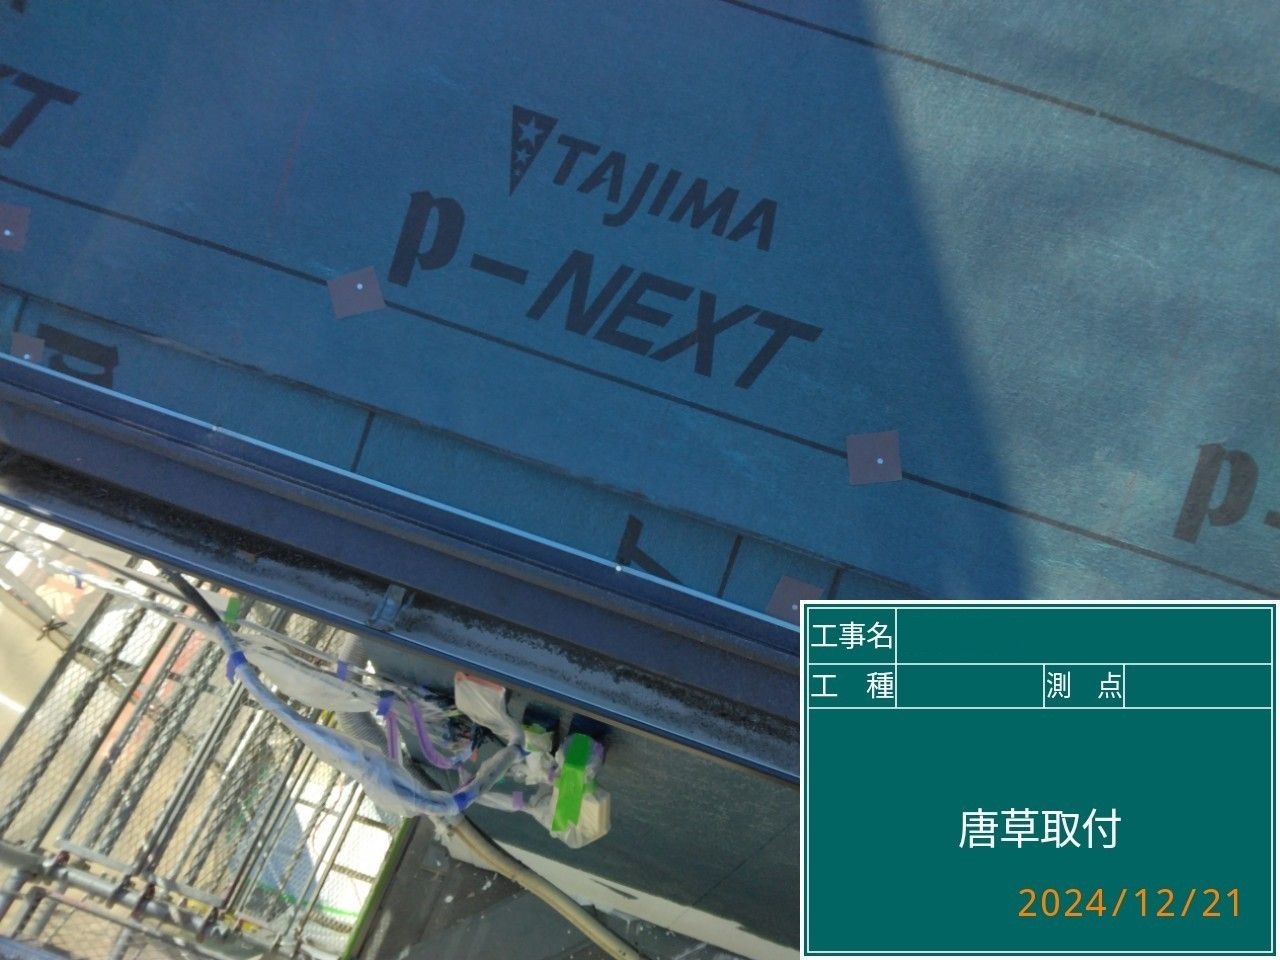 TAJIMA
p-NEXT
工事名
工 種
測 点
唐草取付
2024/12/21